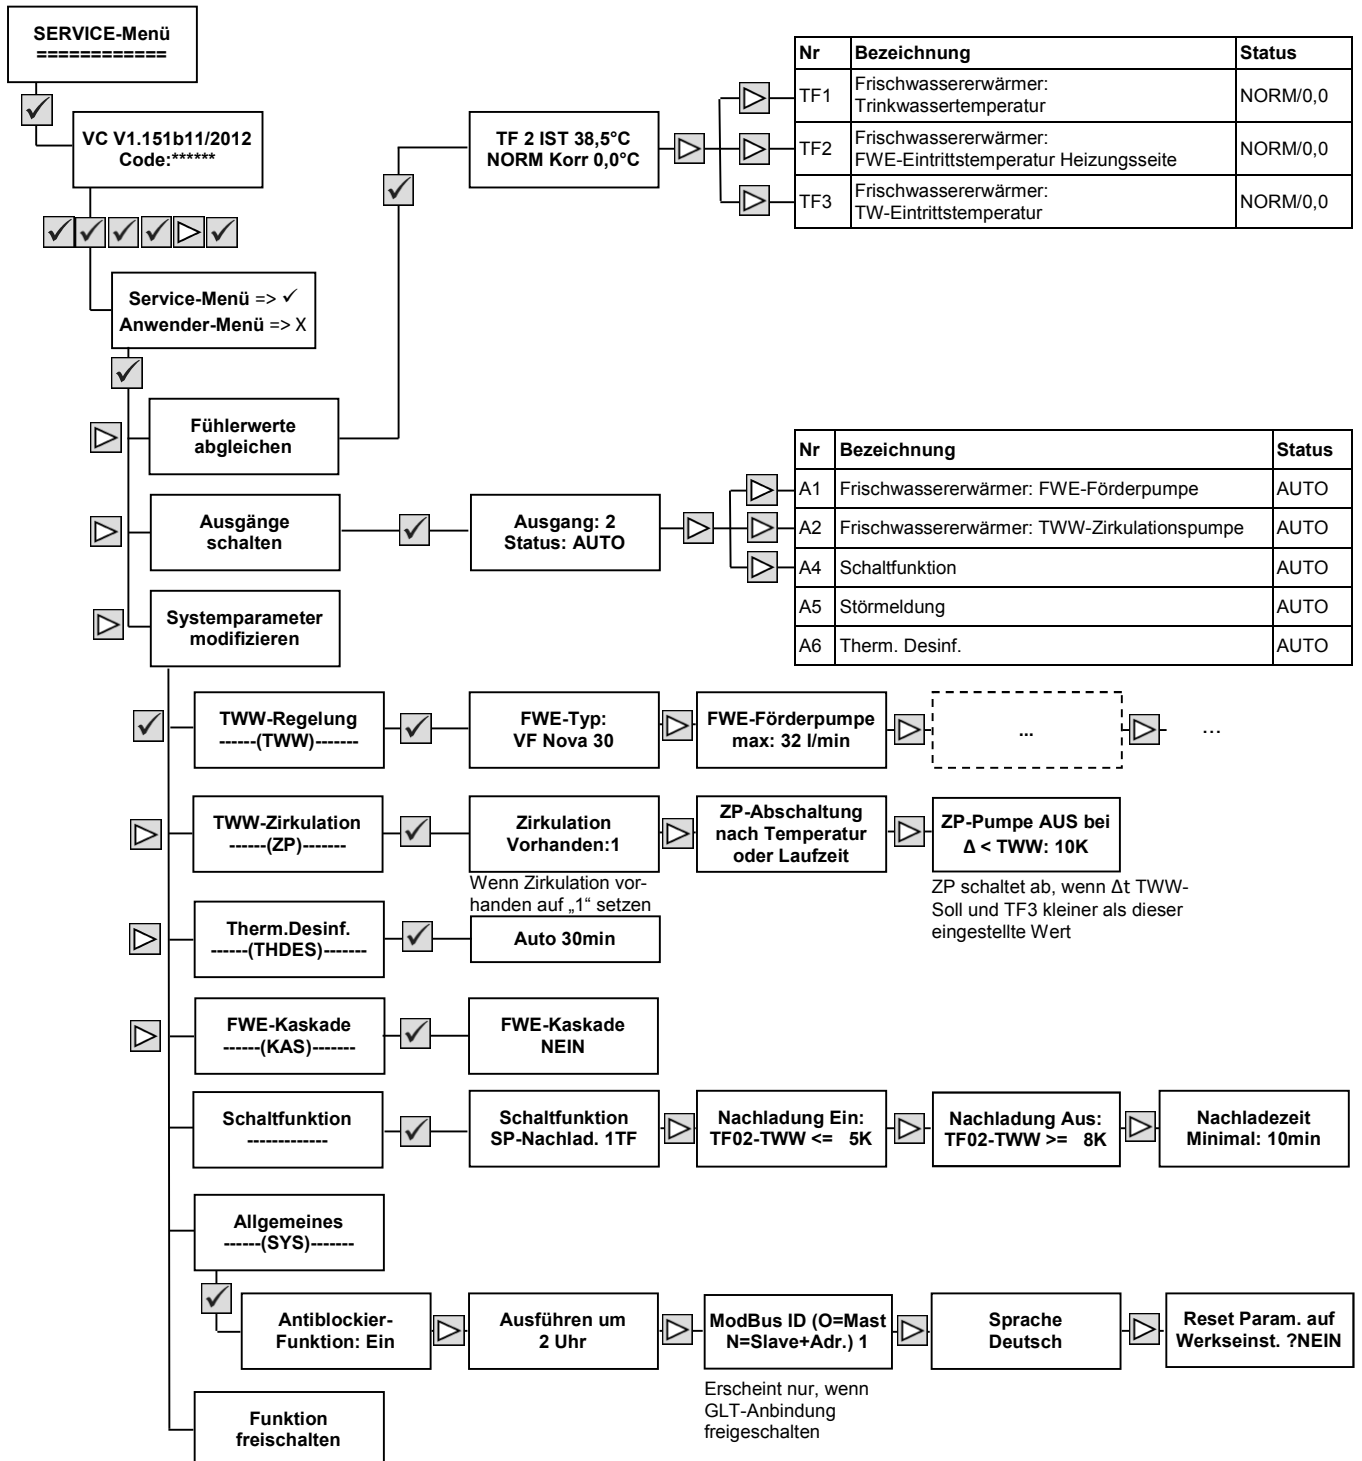 SERVICE-Menü
============
VC V1.151b11/2012
Code:******
Service-Menü => ✓
Anwender-Menü => X
Fühlerwerte
abgleichen
TF 2 IST 38,5°C
NORM Korr 0,0°C
Nr Bezeichnung Status
TF1 Frischwassererwärmer:
Trinkwassertemperatur NORM/0,0
TF2 Frischwassererwärmer:
FWE-Eintrittstemperatur Heizungsseite NORM/0,0
TF3 Frischwassererwärmer:
TW-Eintrittstemperatur NORM/0,0
Ausgänge
schalten
Ausgang: 2
Status: AUTO
Nr Bezeichnung Status
A1 Frischwassererwärmer: FWE-Förderpumpe AUTO
A2 Frischwassererwärmer: TWW-Zirkulationspumpe AUTO
A4 Schaltfunktion AUTO
A5 Störmeldung AUTO
A6 Therm. Desinf. AUTO
Systemparameter
modifizieren
TWW-Regelung
------(TWW)-------
FWE-Typ:
VF Nova 30
FWE-Förderpumpe
max: 32 l/min
...
...
TWW-Zirkulation
------(ZP)-------
Zirkulation
Vorhanden:1
Wenn Zirkulation vor-
handen auf „1“ setzen
ZP-Abschaltung
nach Temperatur
oder Laufzeit
ZP-Pumpe AUS bei
Δ < TWW: 10K
ZP schaltet ab, wenn Δt TWW-
Soll und TF3 kleiner als dieser
eingestellte Wert
Therm.Desinf.
------(THDES)-------
Auto 30min
FWE-Kaskade
------(KAS)-------
FWE-Kaskade
NEIN
Schaltfunktion
-------------
Schaltfunktion
SP-Nachlad. 1TF
Nachladung Ein:
TF02-TWW <= 5K
Nachladung Aus:
TF02-TWW >= 8K
Nachladezeit
Minimal: 10min
Allgemeines
------(SYS)-------
Antiblockier-
Funktion: Ein
Ausführen um
2 Uhr
ModBus ID (O=Mast
N=Slave+Adr.) 1
Erscheint nur, wenn
GLT-Anbindung
freigeschalten
Sprache
Deutsch
Reset Param. auf
Werkseinst. ?NEIN
Funktion
freischalten